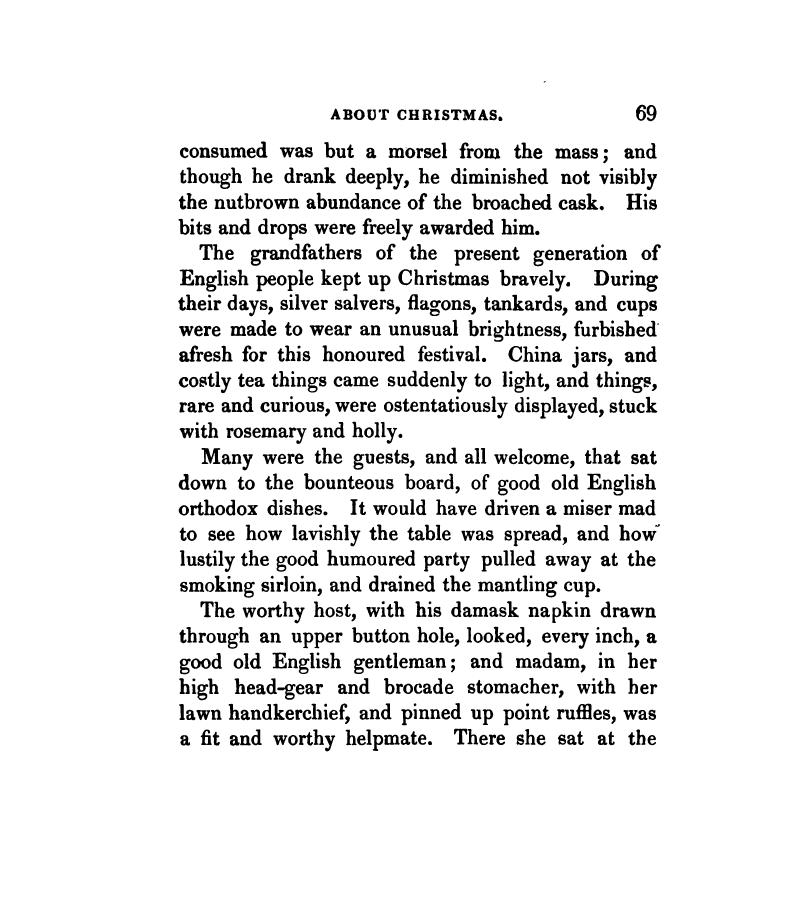 ABOUT CHRISTMAS. 69
consumed was but a morsel from the mass; and
though he drank deeply, he diminished not visibly
the nutbrown abundance of the broached cask. His
bits and drops were freely awarded him.
The grandfathers of the present generation of
English people kept up Christmas bravely. During
their days, silver salvers, flagons, tankards, and cups
were made to wear an unusual brightness, furbished
afresh for this honoured festival. China jars, and
costly tea things came suddenly to light, and things,
rare and curious, were ostentatiously displayed, stuck
with rosemary and holly.
Many were the guests, and all welcome, that sat
down to the bounteous board, of good old English
orthodox dishes. It would have driven a miser mad
to see how lavishly the table was spread, and how
lustily the good humoured party pulled away at the
smoking sirloin, and drained the mantling cup.
The worthy host, with his damask napkin drawn
through an upper button hole, looked, every inch, a
good old English gentleman; and madam, in her
high head-gear and brocade stomacher, with her
lawn handkerchief, and pinned up point ruffles, was
a fit and worthy helpmate. There she sat at the